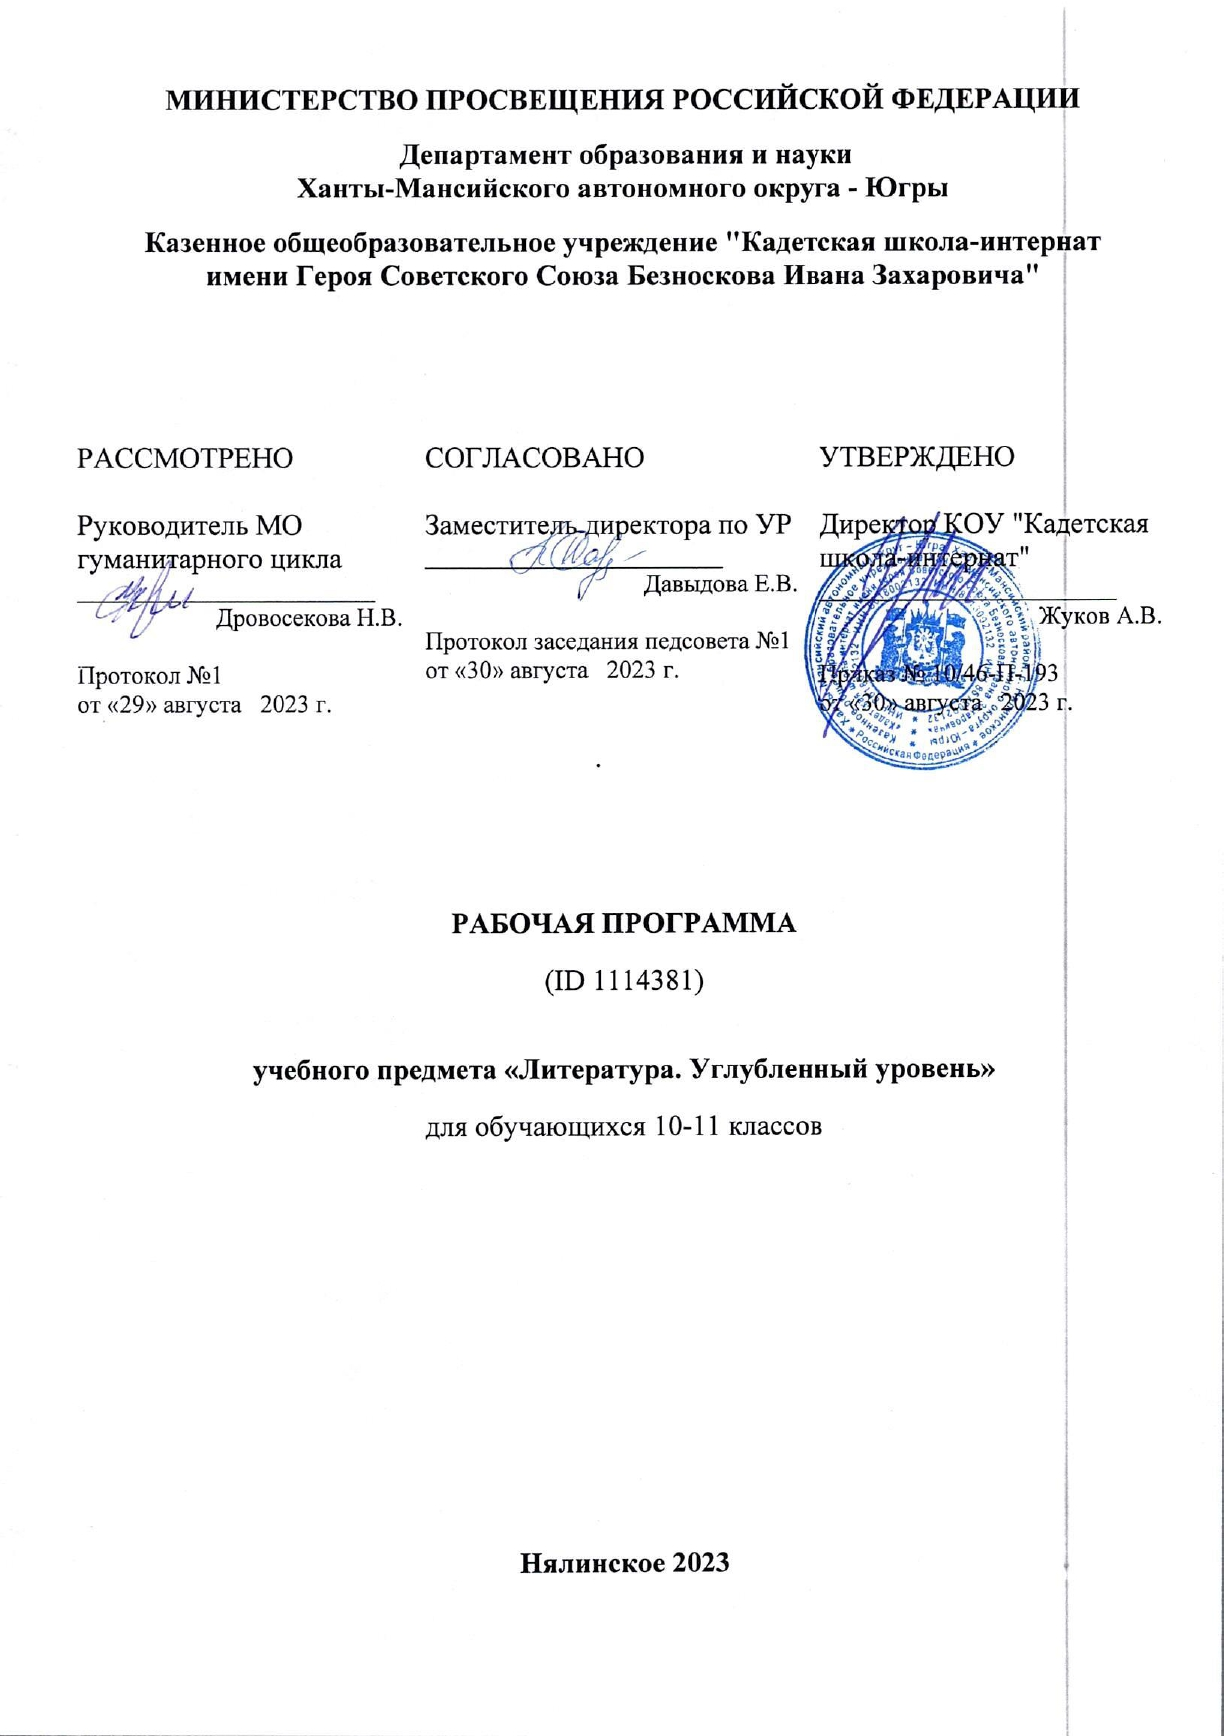 МИНИСТЕРСТВО ПРОСВЕЩЕНИЯ РОССИЙСКОЙ ФЕДЕРАЦИИ
Департамент образования и науки
Ханты-Мансийского автономного округа - Югры
Казенное общеобразовательное учреждение "Кадетская школа-интернат
имени Героя Советского Союза Безноскова Ивана Захаровича"
РАССМОТРЕНО
Руководитель МО
гуманитарного цикла
Дровосекова Н.В.
Протокол №1
от «29» августа 2023 г.
СОГЛАСОВАНО
Заместитель директора по УР
Давыдова Е.В.
Протокол заседания педсовета №1
от «30» августа 2023 г.
УТВЕРЖДЕНО
Директор КОУ "Кадетская
школа-интернат"
Жуков А.В.
Приказ № 10/46-П-193
от «30» августа 2023 г.
Российская Федерация
РАБОЧАЯ ПРОГРАММА
(ID 1114381)
учебного предмета «Литература. Углубленный уровень»
для обучающихся 10-11 классов
Нялинское 2023